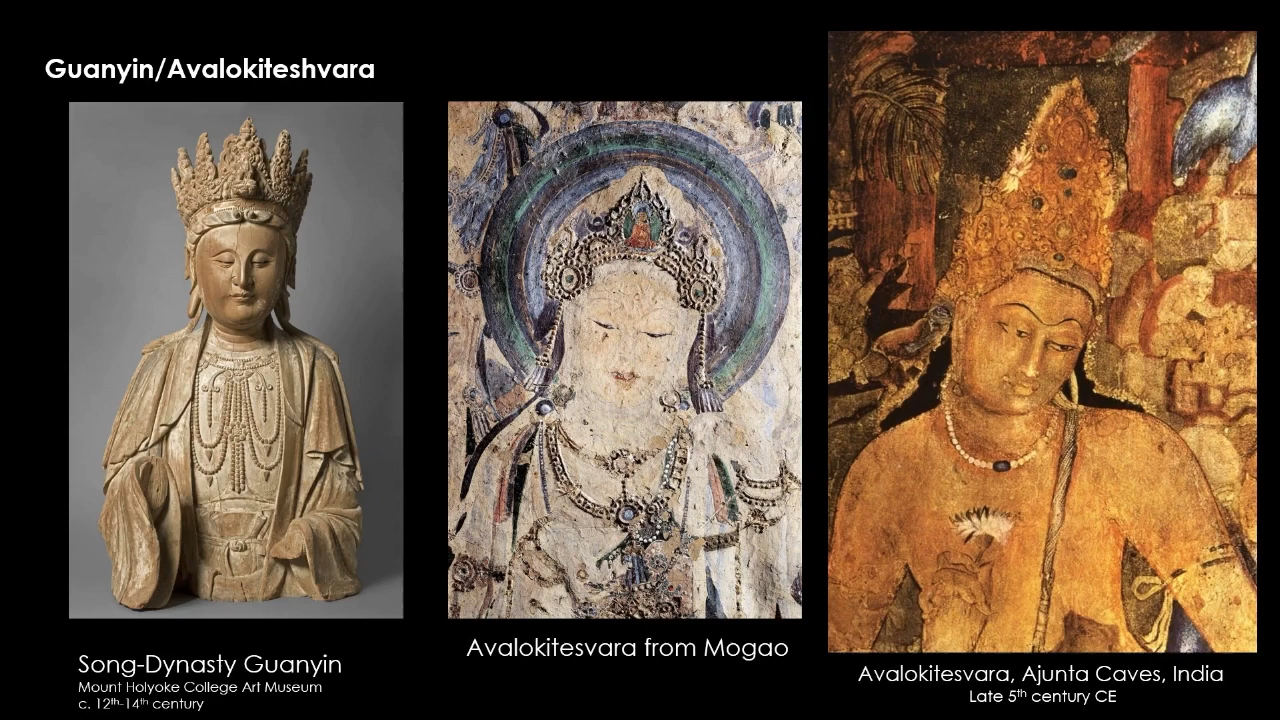 Guanyin/Avalokiteshvara
Song-Dynasty Guanyin
Mount Holyoke College Art Museum
c. 12th-14th century
Avalokitesvara from Mogao
Avalokitesvara, Ajunta Caves, India
Late 5th century CE